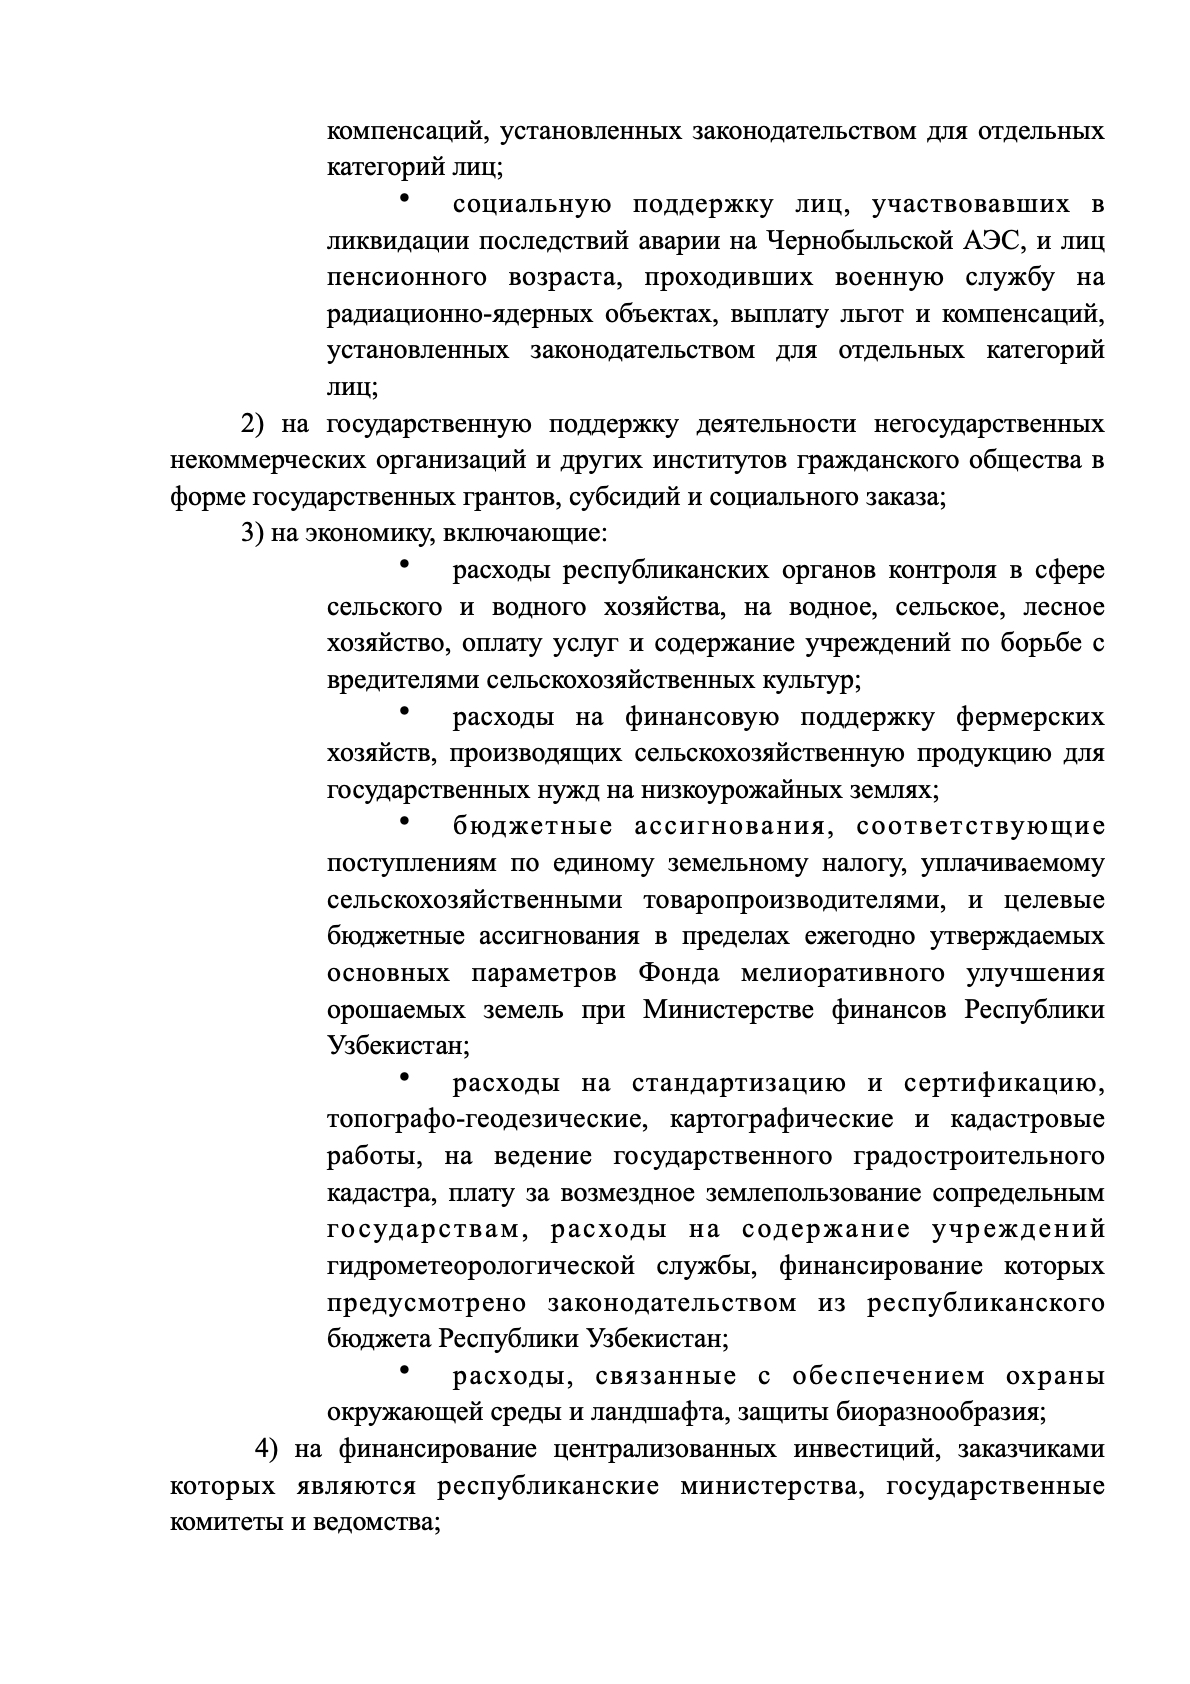 компенсаций, установленных законодательством для отдельных
категорий лиц;
• социальную поддержку лиц, участвовавших в
ликвидации последствий аварии на Чернобыльской АЭС, и лиц
пенсионного возраста, проходивших военную службу на
радиационно-ядерных объектах, выплату льгот и компенсаций,
установленных законодательством для отдельных категорий
лиц;
2) на государственную поддержку деятельности негосударственных
некоммерческих организаций и других институтов гражданского общества в
форме государственных грантов, субсидий и социального заказа;
3) на экономику, включающие:
• расходы республиканских органов контроля в сфере
сельского и водного хозяйства, на водное, сельское, лесное
хозяйство, оплату услуг и содержание учреждений по борьбе с
вредителями сельскохозяйственных культур;
• расходы на финансовую поддержку фермерских
хозяйств, производящих сельскохозяйственную продукцию для
государственных нужд на низкоурожайных землях;
• бюджетные ассигнования, соответствующие
поступлениям по единому земельному налогу, уплачиваемому
сельскохозяйственными товаропроизводителями, и целевые
бюджетные ассигнования в пределах ежегодно утверждаемых
основных параметров Фонда мелиоративного улучшения
орошаемых земель при Министерстве финансов Республики
Узбекистан;
• расходы на стандартизацию и сертификацию,
топографо-геодезические, картографические и кадастровые
работы, на ведение государственного градостроительного
кадастра, плату за возмездное землепользование сопредельным
государствам, расходы на содержание учреждений
гидрометеорологической службы, финансирование которых
предусмотрено законодательством из республиканского
бюджета Республики Узбекистан;
• расходы, связанные с обеспечением охраны
окружающей среды и ландшафта, защиты биоразнообразия;
4) на финансирование централизованных инвестиций, заказчиками
которых являются республиканские министерства, государственные
комитеты и ведомства;